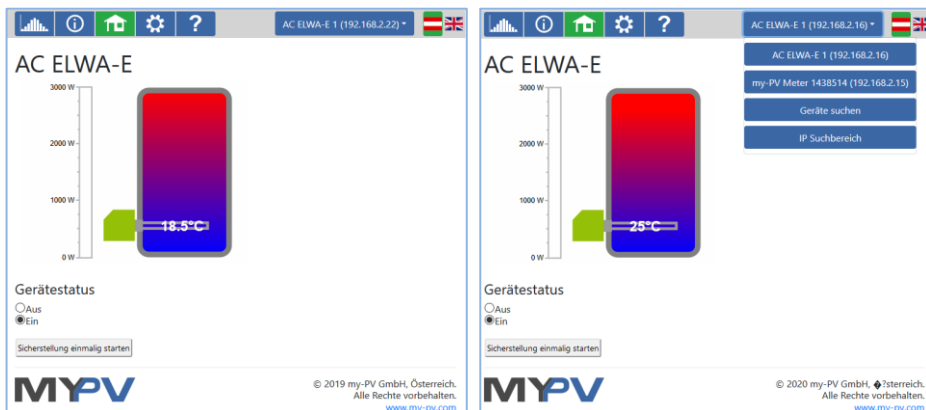 AC ELWA-E 1 (192.168.2.22)
AC ELWA-E
3000 W
2000 W
1000 W
0 W
18.5°C
Gerätestatus
Aus
Ein
Sicherstellung einmalig starten
MYPV
© 2019 my-PV GmbH, Österreich.
Alle Rechte vorbehalten.
www.my-pv.com
?
AC ELWA-E 1 (192.168.2.16)
AC ELWA-E 1 (192.168.2.16)
my-PV Meter 1438514 (192.168.2.15)
Geräte suchen
IP Suchbereich
AC ELWA-E
3000 W
2000 W
1000 W
0 W
25°C
Gerätestatus
Aus
Ein
Sicherstellung einmalig starten
MYPV
© 2020 my-PV GmbH, �?sterreich.
Alle Rechte vorbehalten.
www.my-pv.com